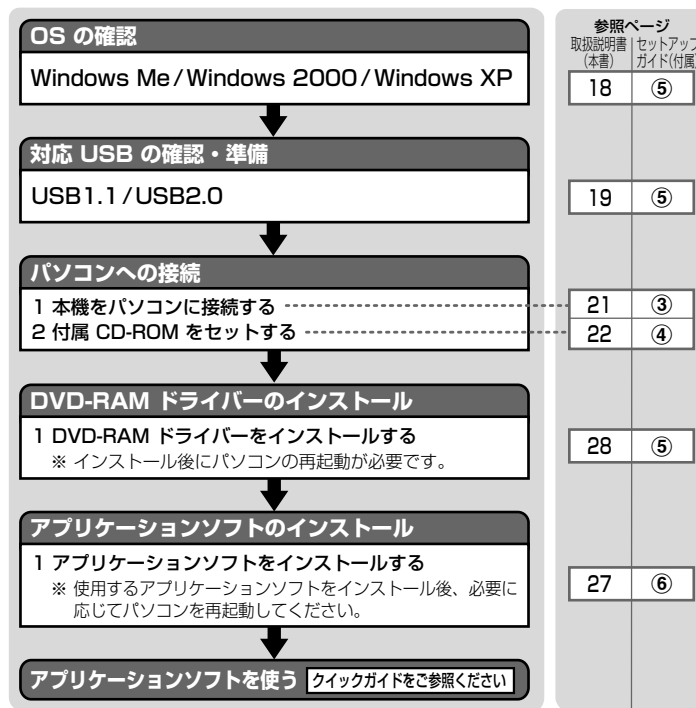 OS の確認
Windows Me/Windows 2000/Windows XP
対応 USB の確認・準備
USB1.1/USB2.0
パソコンへの接続
1 本機をパソコンに接続する
2 付属 CD-ROM をセットする
DVD-RAM ドライバーのインストール
1 DVD-RAM ドライバーをインストールする
※ インストール後にパソコンの再起動が必要です。
アプリケーションソフトのインストール
1 アプリケーションソフトをインストールする
※ 使用するアプリケーションソフトをインストール後、必要に
応じてパソコンを再起動してください。
アプリケーションソフトを使う クイックガイドをご参照ください
参照ページ
取扱説明書 セットアップ
(本書) ガイド(付属)
18 ⑤
19 ⑤
21 ③
22 ④
28 ⑤
27 ⑥